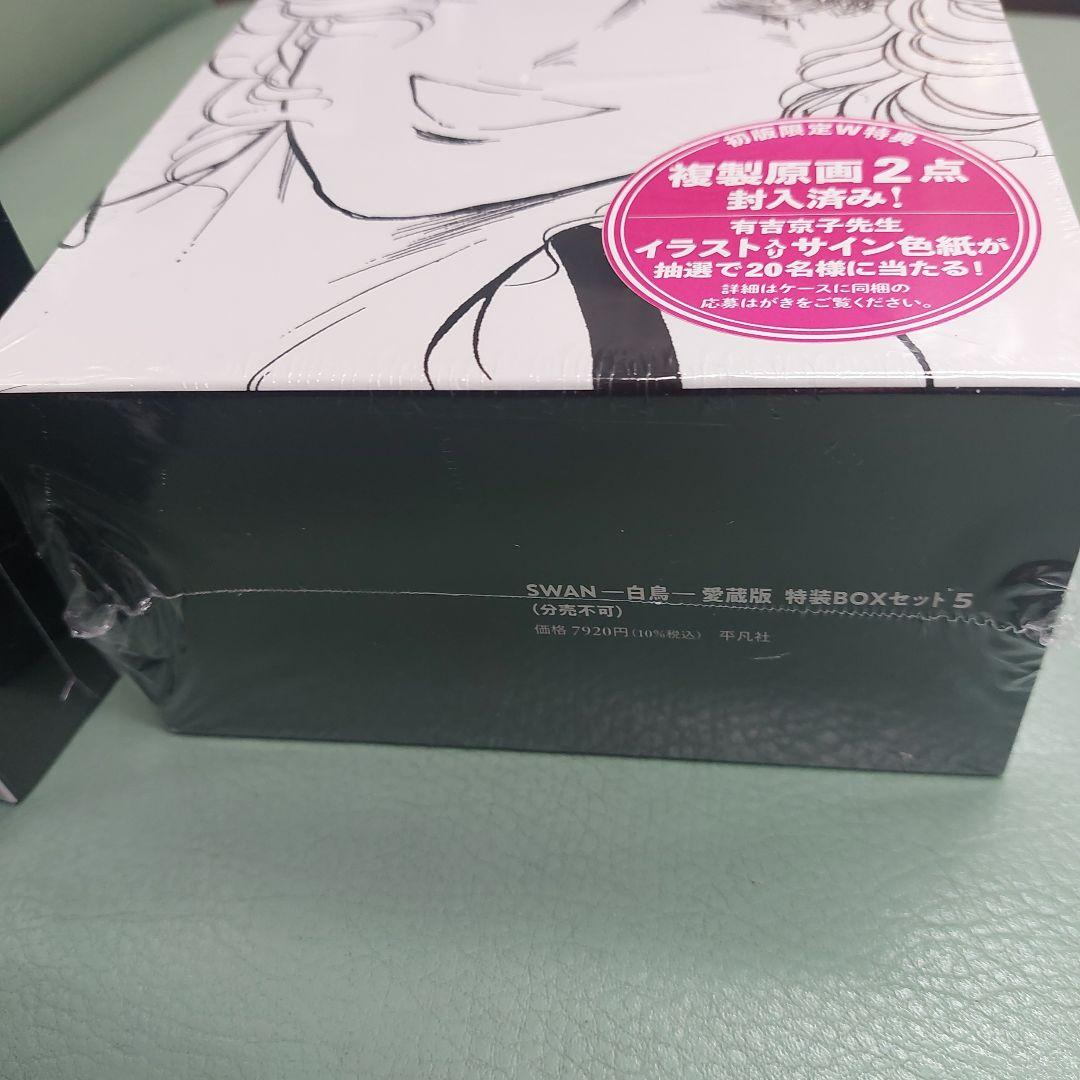 初版限定W特典
複製原画2点
封入済み!
有吉京子先生
イラスト入りサイン色紙が
抽選で20名様に当たる!
詳細はケースに同梱の
応募はがきをご覧ください。
SWAN―白鳥―愛蔵版 特装BOXセット5
(分売不可)
価格 7920円(10%税込) 平凡社